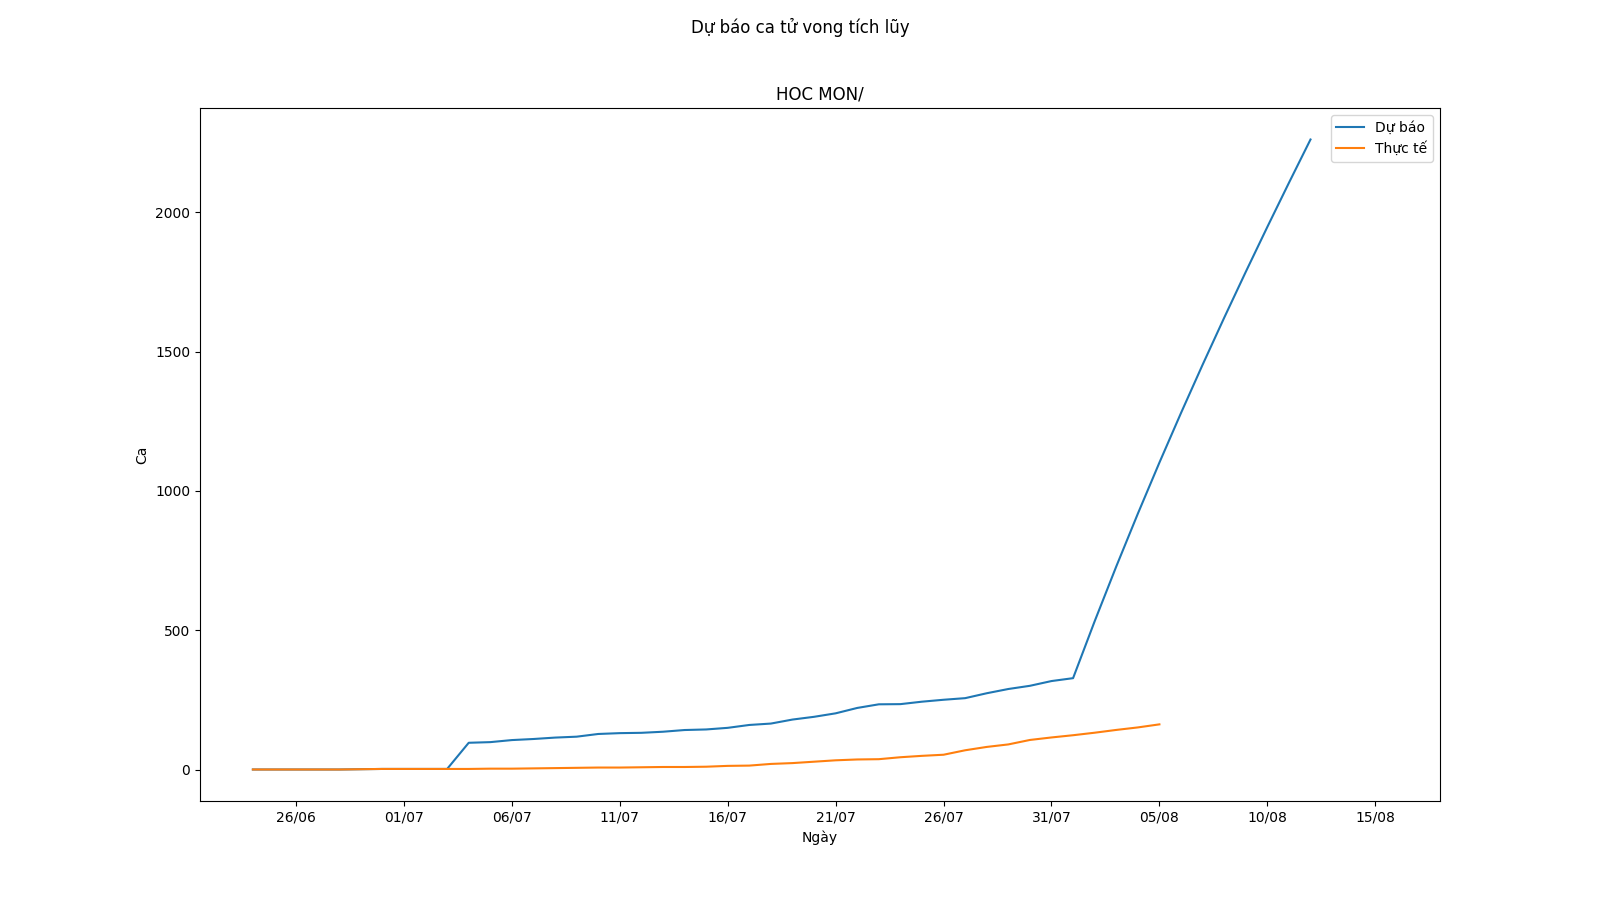 Dự báo ca tử vong tích lũy
HOC MON/
Dự báo
Thực tế
2000
1500
1000
500
0
Ca
26/06 01/07 06/07 11/07 16/07 21/07 26/07 31/07 05/08 10/08 15/08
Ngày